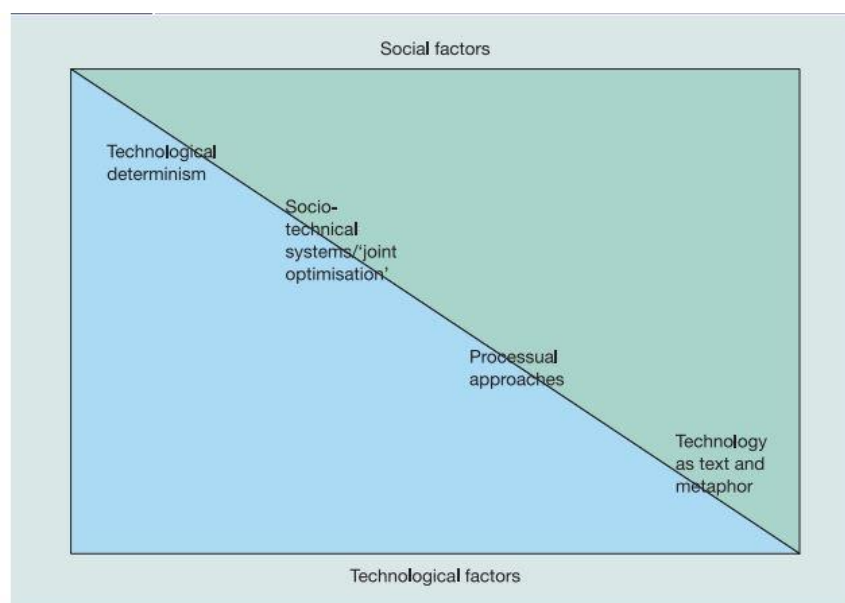 Social factors
Technological
determinism
Socio-
technical
systems/‘joint
optimisation’
Processual
approaches
Technology
as text and
metaphor
Technological factors